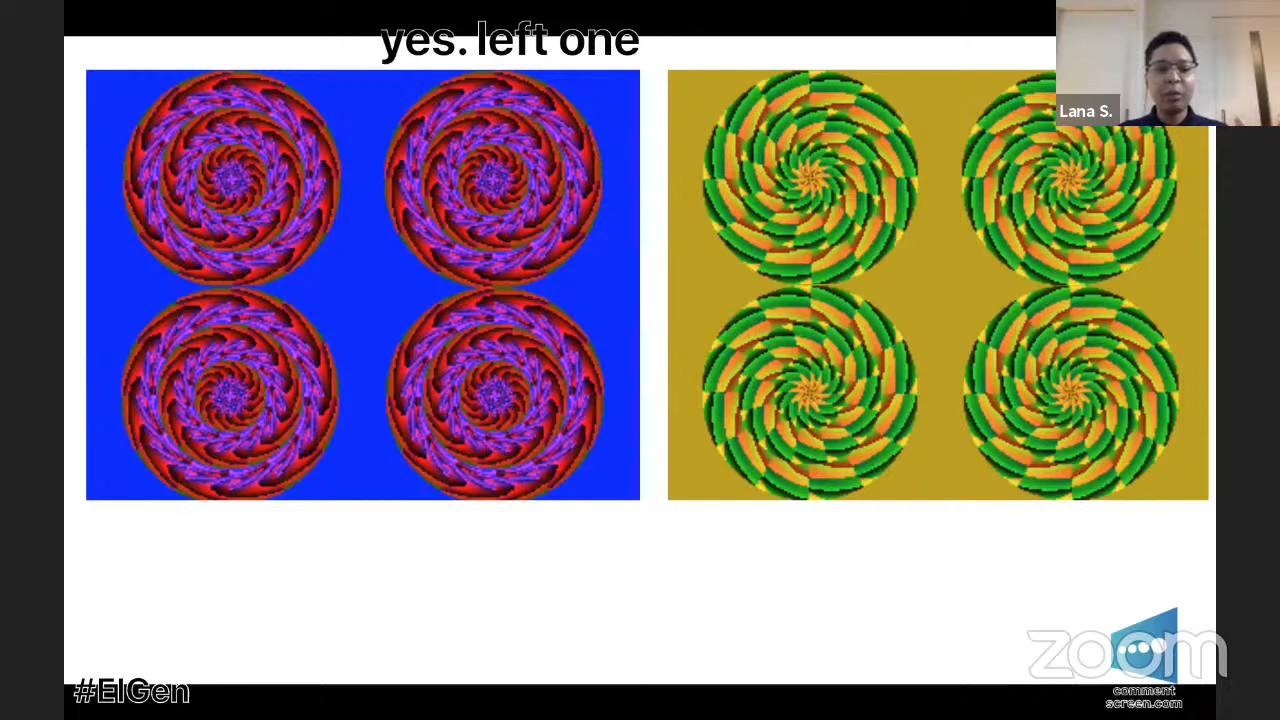 yes. left one
Lana S.
zoom
#EIGen
comment
screen.com